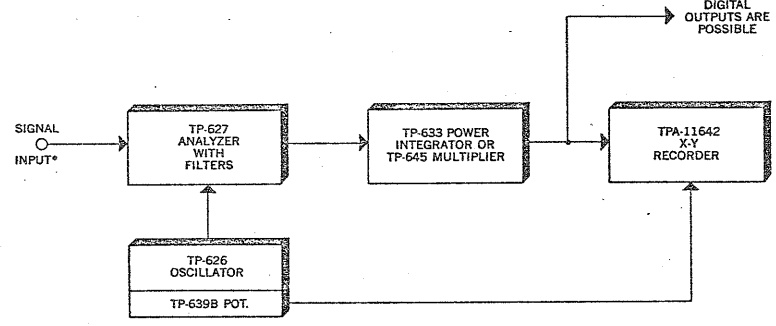 DIGITAL
OUTPUTS ARE
POSSIBLE
SIGNAL
INPUT*
TP-627
ANALYZER
WITH
FILTERS
TP-633 POWER
INTEGRATOR OR
TP-645 MULTIPLIER
TPA-11642
X-Y
RECORDER
TP-626
OSCILLATOR
TP-639B POT.